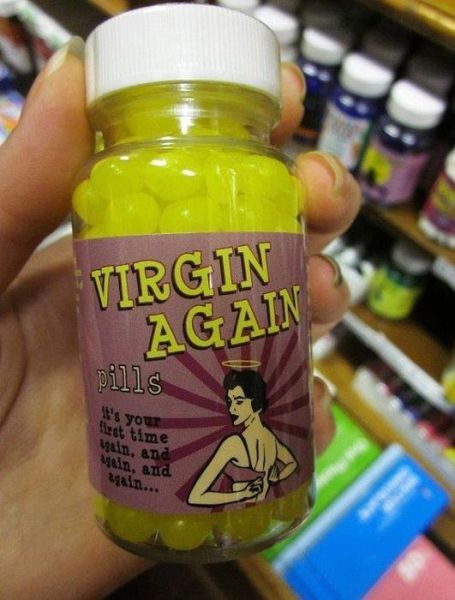 VIRGIN
AGAIN
pills
it's your
first time
again, and
again, and
again...